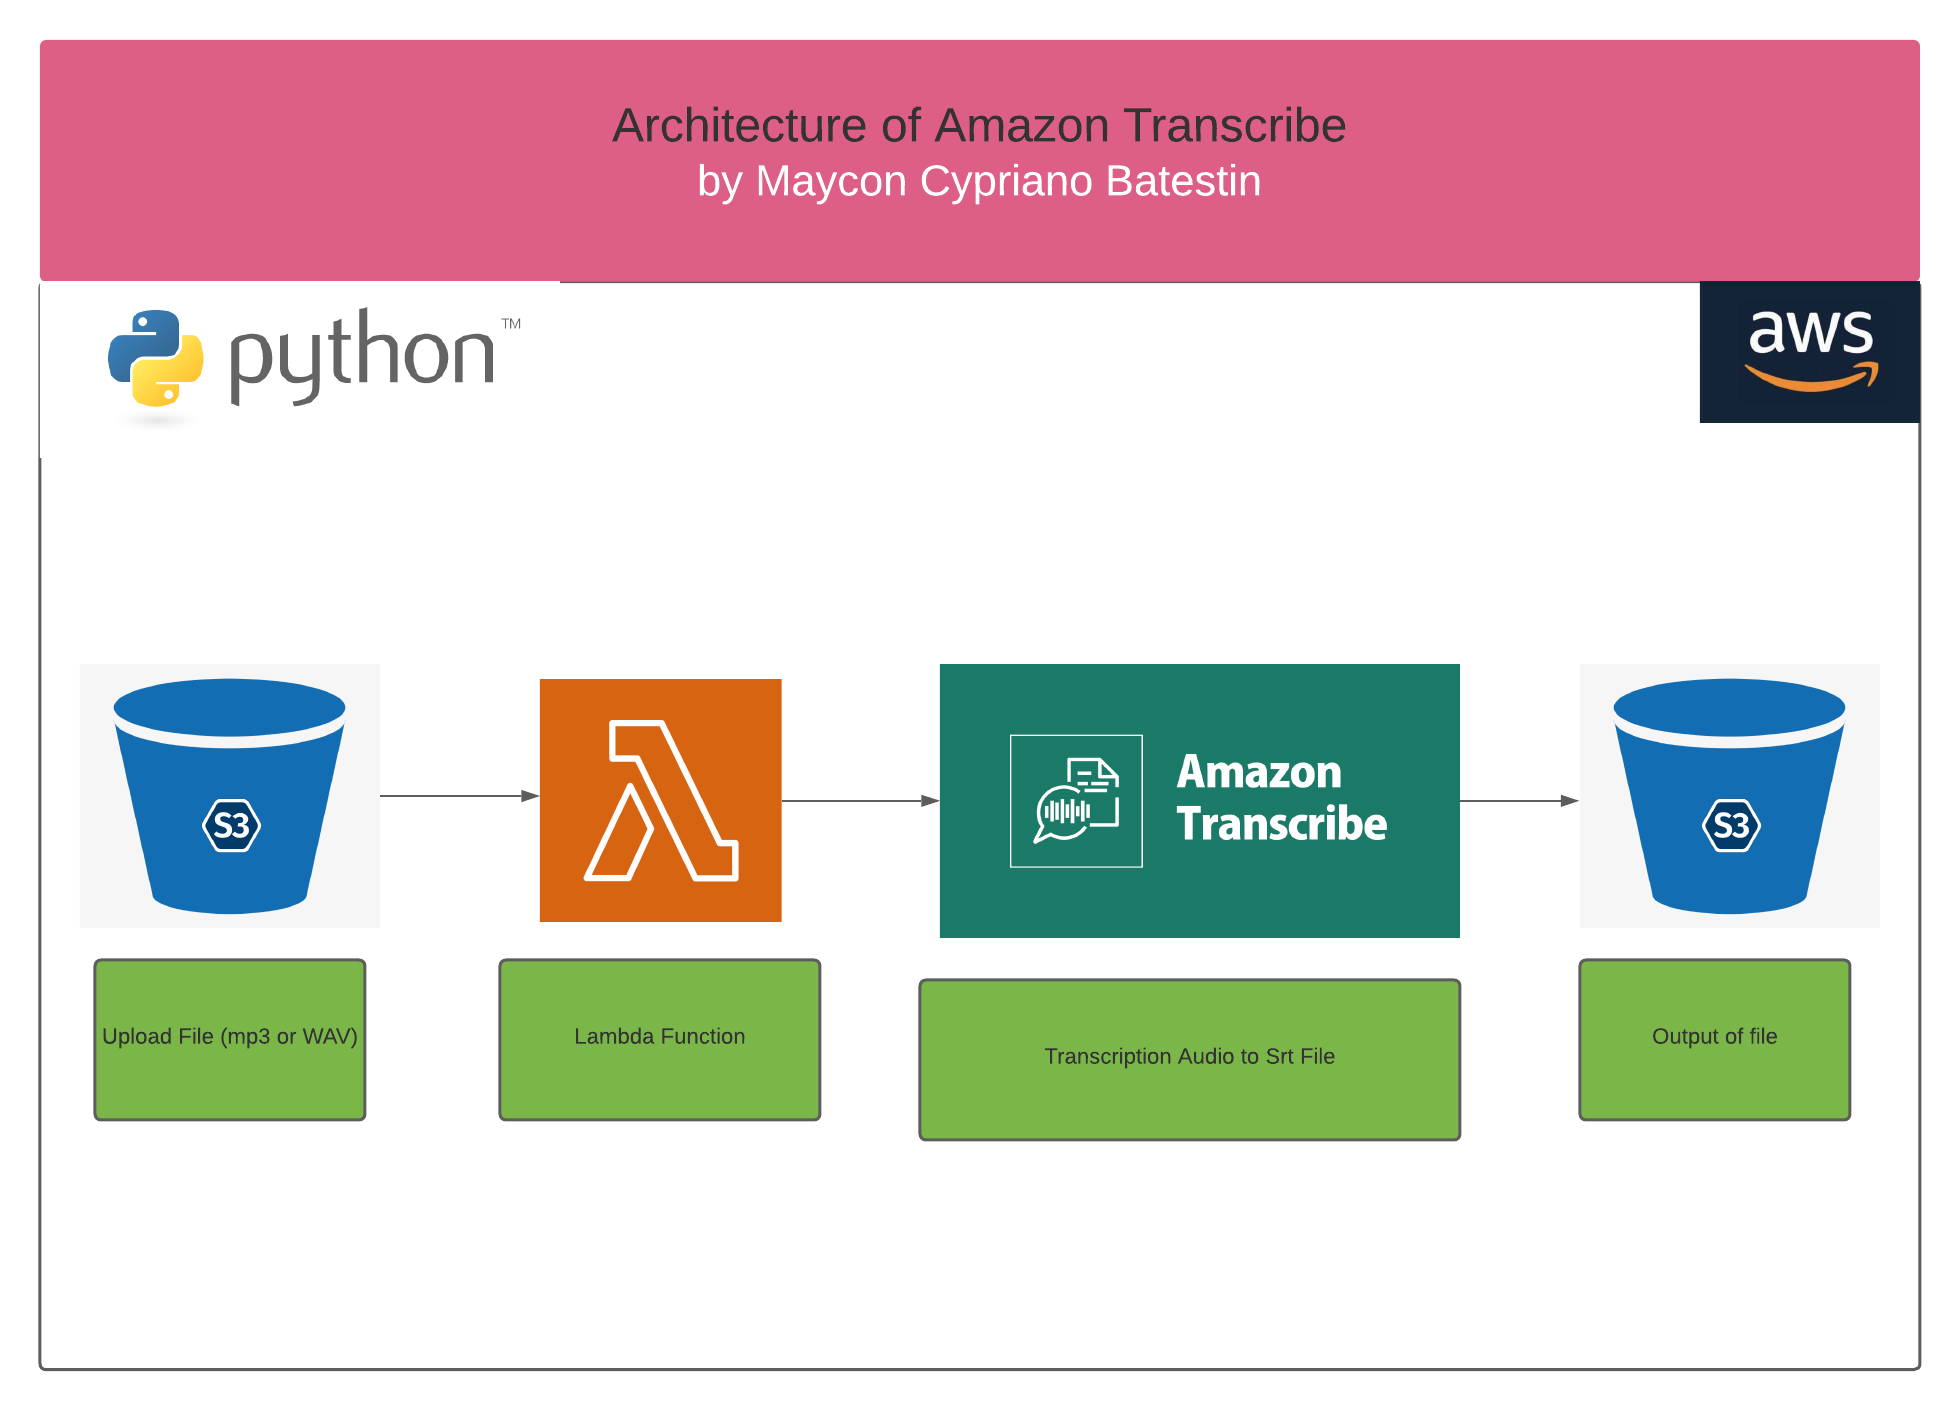 Architecture of Amazon Transcribe
by Maycon Cypriano Batestin
python™
aws
S3
Amazon
Transcribe
S3
Upload File (mp3 or WAV)
Lambda Function
Transcription Audio to Srt File
Output of file